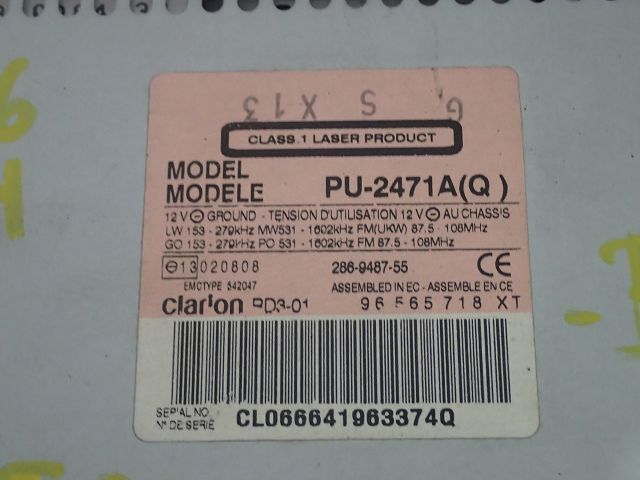 G S X13
CLASS.1 LASER PRODUCT
MODEL
MODELE PU-2471A(Q)
12 V ⊖ GROUND - TENSION D'UTILISATION 12 V ⊖ AU CHASSIS
LW 153 - 279kHz MW531 - 1602kHz FM(UKW) 87.5 - 108MHz
GO 153 - 279kHz PO 531 - 1602kHz FM 87.5 - 108MHz
e13 020808 286-9487-55 CE
EMCTYPE 542047 ASSEMBLED IN EC - ASSEMBLE EN CE
clarion RD3-01 96 565 718 XT
SERIAL NO.
N° DE SERIE CL066641963374Q